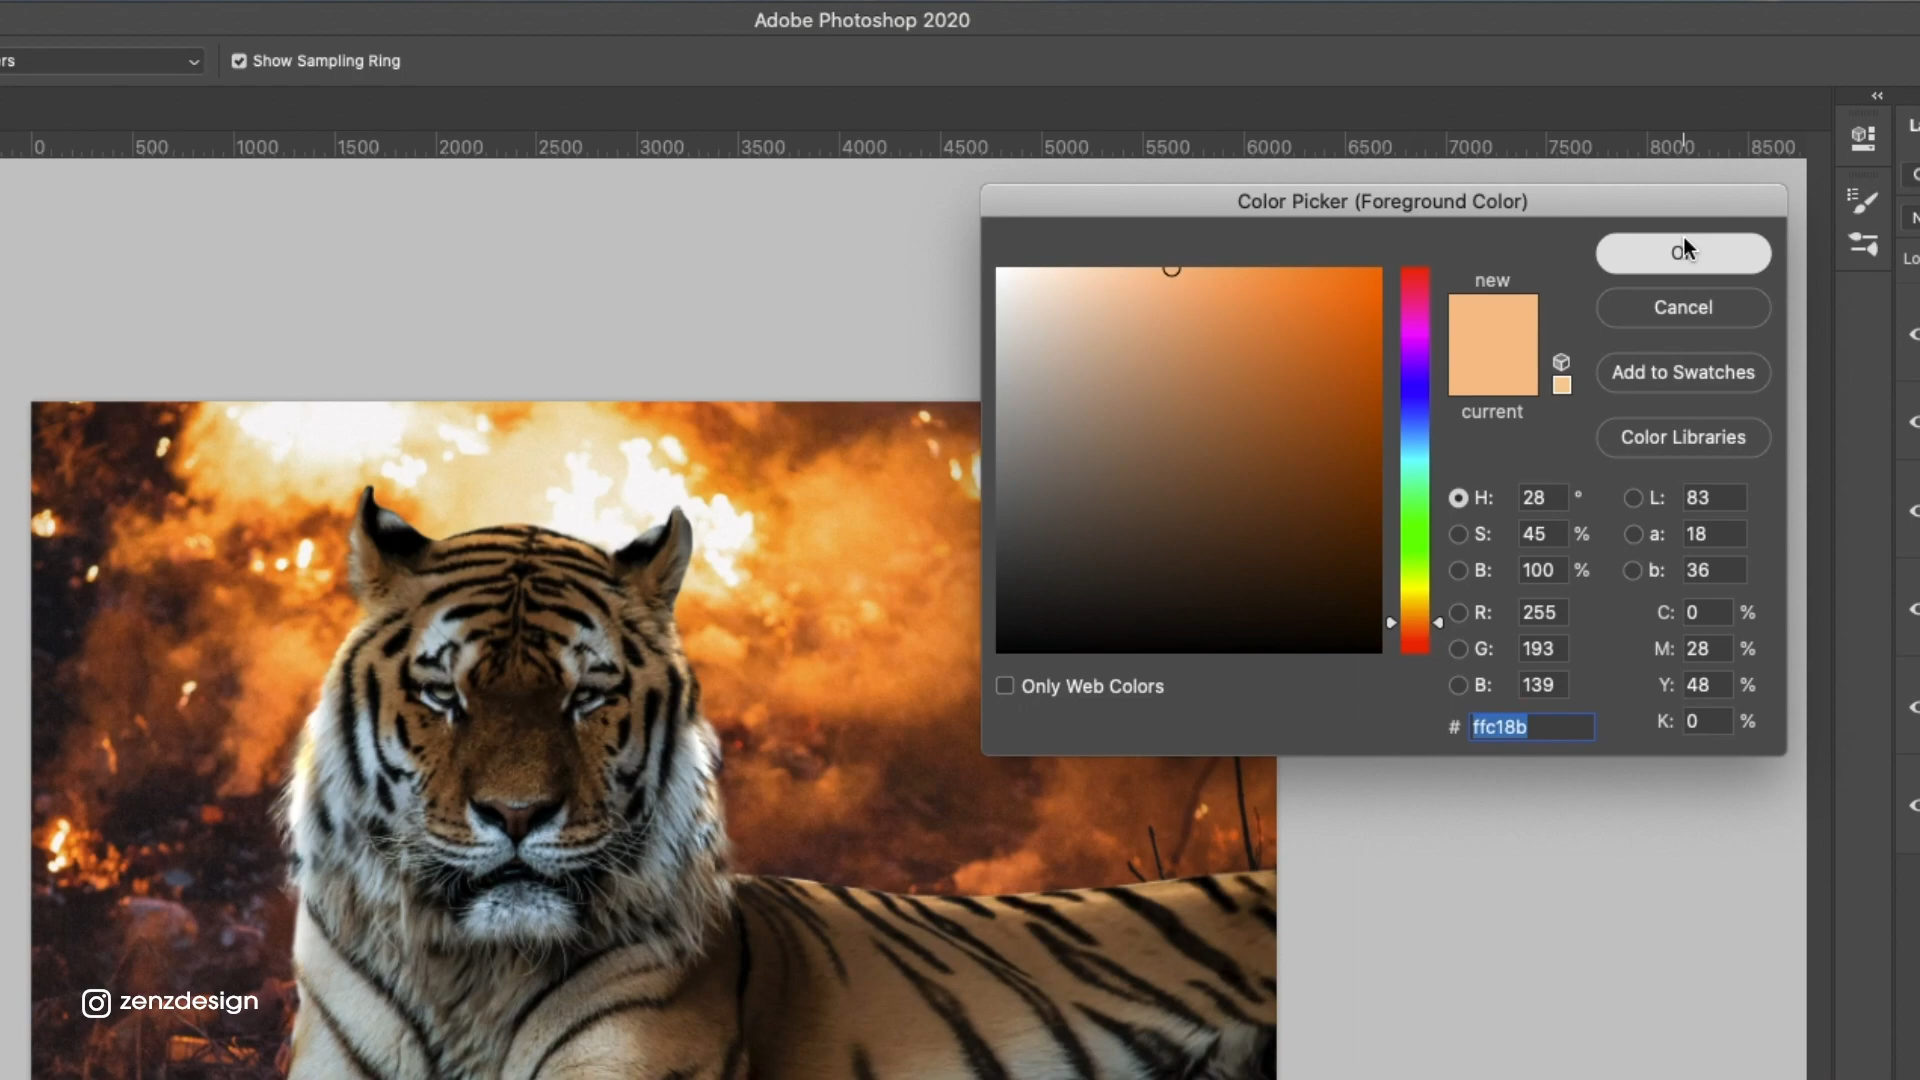 Adobe Photoshop 2020
rs
Show Sampling Ring
0 500 1000 1500 2000 2500 3000 3500 4000 4500 5000 5500 6000 6500 7000 7500 8000 8500
Color Picker (Foreground Color)
new
Cancel
Add to Swatches
current
Color Libraries
H: 28 ° L: 83
S: 45 % a: 18
B: 100 % b: 36
R: 255 C: 0 %
G: 193 M: 28 %
B: 139 Y: 48 %
Only Web Colors
# ffc18b K: 0 %
Lo
zenzdesign